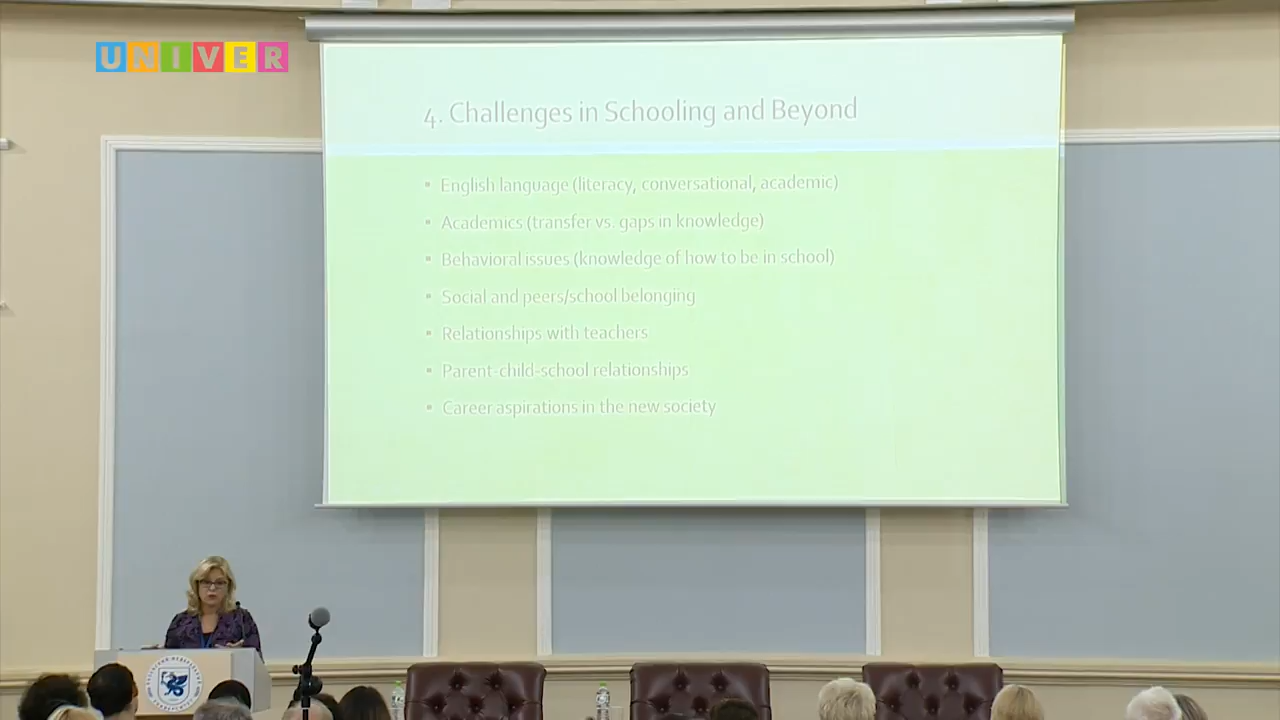 UNIVER
4. Challenges in Schooling and Beyond
▪ English language (literacy, conversational, academic)
▪ Academics (transfer vs. gaps in knowledge)
▪ Behavioral issues (knowledge of how to be in school)
▪ Social and peers/school belonging
▪ Relationships with teachers
▪ Parent-child-school relationships
▪ Career aspirations in the new society